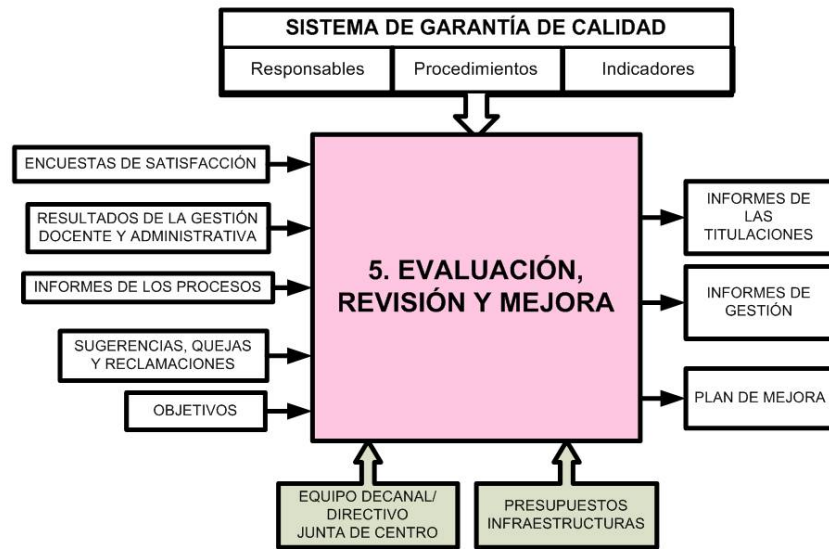 SISTEMA DE GARANTÍA DE CALIDAD
Responsables
Procedimientos
Indicadores
ENCUESTAS DE SATISFACCIÓN
RESULTADOS DE LA GESTIÓN
DOCENTE Y ADMINISTRATIVA
INFORMES DE LOS PROCESOS
SUGERENCIAS, QUEJAS
Y RECLAMACIONES
OBJETIVOS
5. EVALUACIÓN,
REVISIÓN Y MEJORA
INFORMES DE
LAS
TITULACIONES
INFORMES DE
GESTIÓN
PLAN DE MEJORA
EQUIPO DECANAL/
DIRECTIVO
JUNTA DE CENTRO
PRESUPUESTOS
INFRAESTRUCTURAS